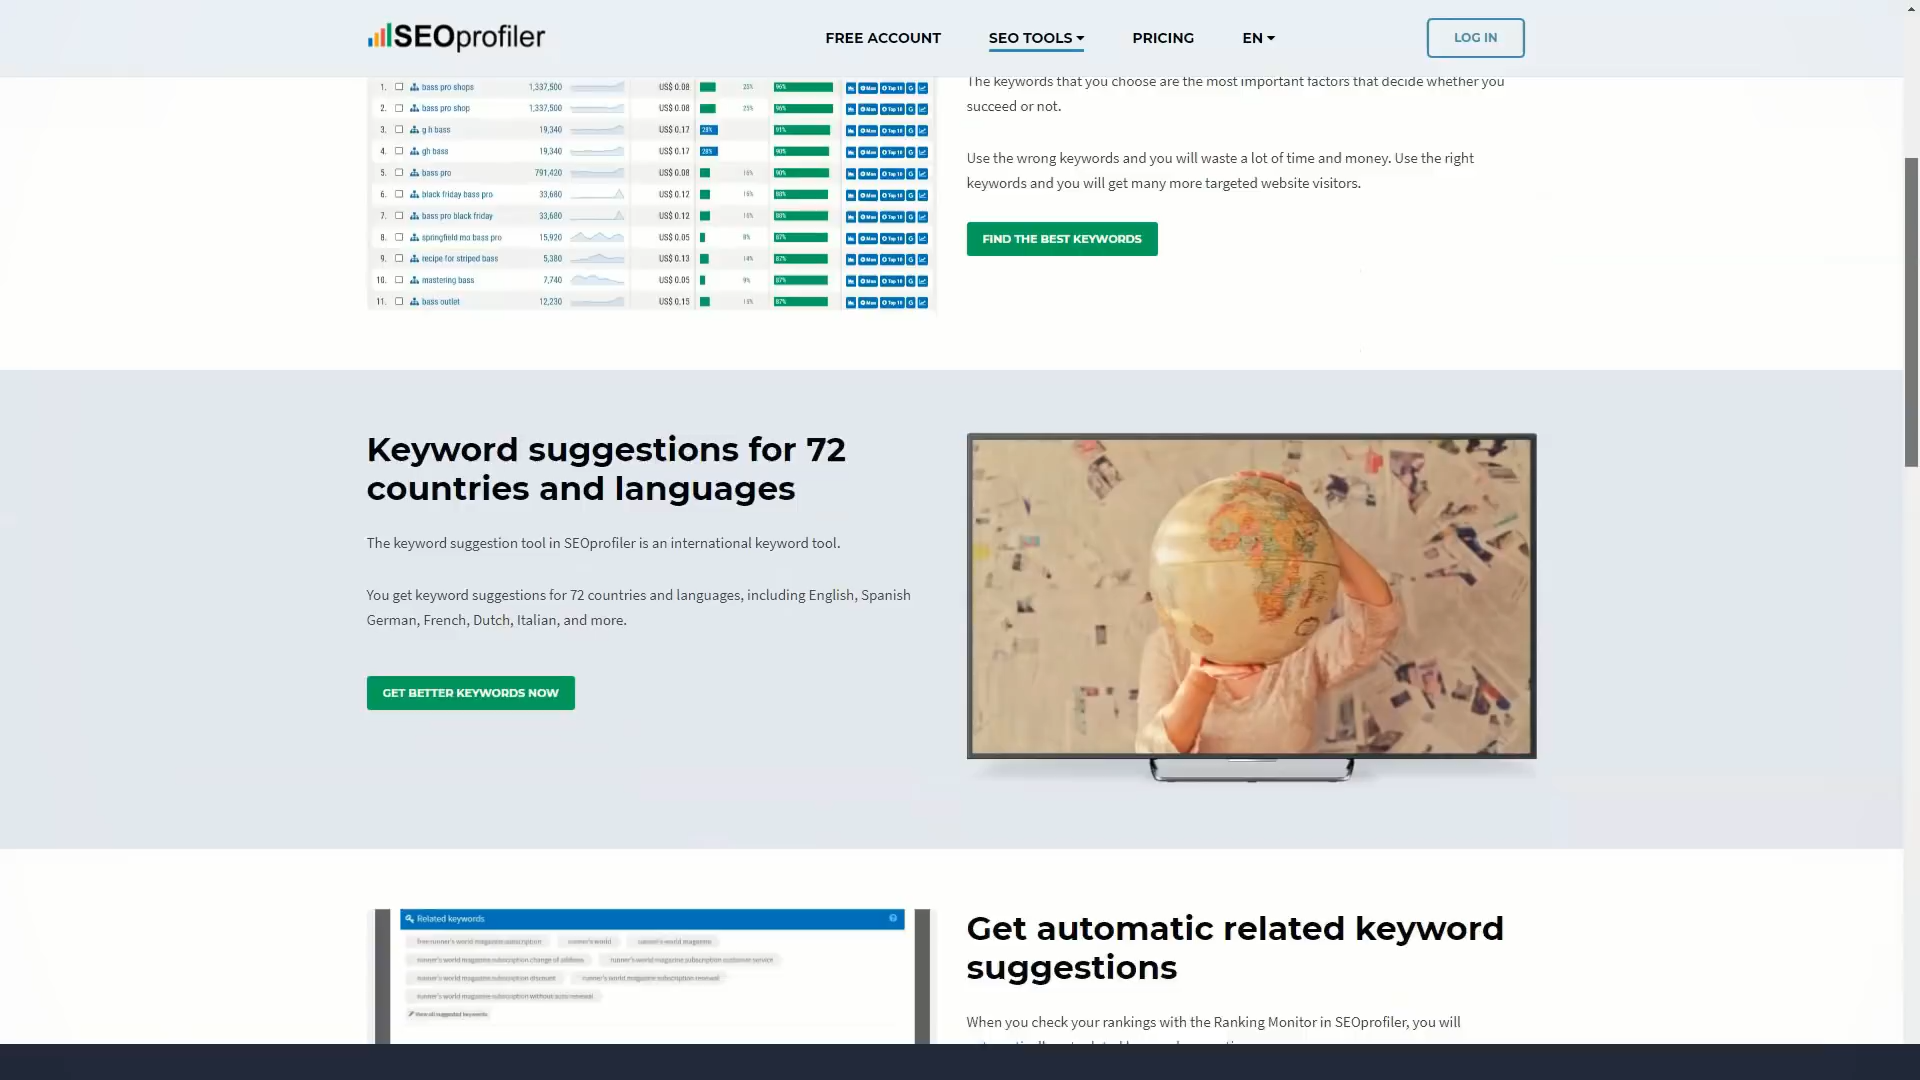 SEOprofiler
FREE ACCOUNT
SEO TOOLS
PRICING
EN
LOG IN
1. bass pro shops 1,337,500 US$ 0.08 25% 96%
2. bass pro shop 1,337,500 US$ 0.08 25% 96%
3. g h bass 19,340 US$ 0.17 28% 91%
4. gh bass 19,340 US$ 0.17 28% 90%
5. bass pro 791,420 US$ 0.08 16% 90%
6. black friday bass pro 33,680 US$ 0.12 16% 88%
7. bass pro black friday 33,680 US$ 0.12 88%
8. springfield mo bass pro 15,920 US$ 0.05 8% 87%
9. recipe for striped bass 5,380 US$ 0.13 14% 87%
10. mastering bass 7,740 US$ 0.05 9% 87%
11. bass outlet 12,230 US$ 0.15 87%
The keywords that you choose are the most important factors that decide whether you
succeed or not.
Use the wrong keywords and you will waste a lot of time and money. Use the right
keywords and you will get many more targeted website visitors.
FIND THE BEST KEYWORDS
Keyword suggestions for 72
countries and languages
The keyword suggestion tool in SEOprofiler is an international keyword tool.
You get keyword suggestions for 72 countries and languages, including English, Spanish
German, French, Dutch, Italian, and more.
GET BETTER KEYWORDS NOW
Related keywords
free runner's world magazine subscription runner's world runner's world magazine
runner's world magazine subscription change of address runner's world magazine subscription customer service
runner's world magazine subscription discount runner's world magazine subscription renewal
runner's world magazine subscription without auto-renewal
View all suggested keywords
Get automatic related keyword
suggestions
When you check your rankings with the Ranking Monitor in SEOprofiler, you will